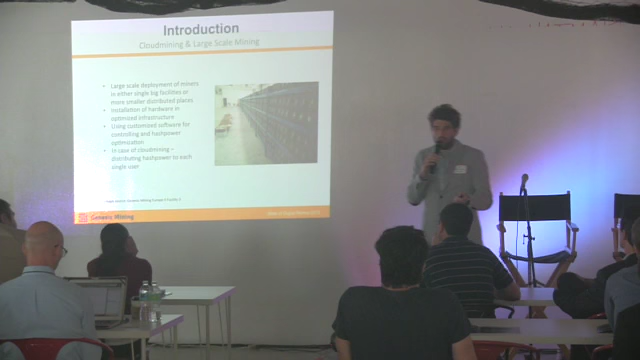 Introduction
Cloudmining & Large Scale Mining
• Large scale deployment of miners
is either single big facilities or
more smaller distributed places
• Installation of hardware in
optimized infrastructure
• Using customized software for
controlling and hashpower
optimization
• In case of cloudmining –
distributing hashpower to each
single user
Genesis Mining